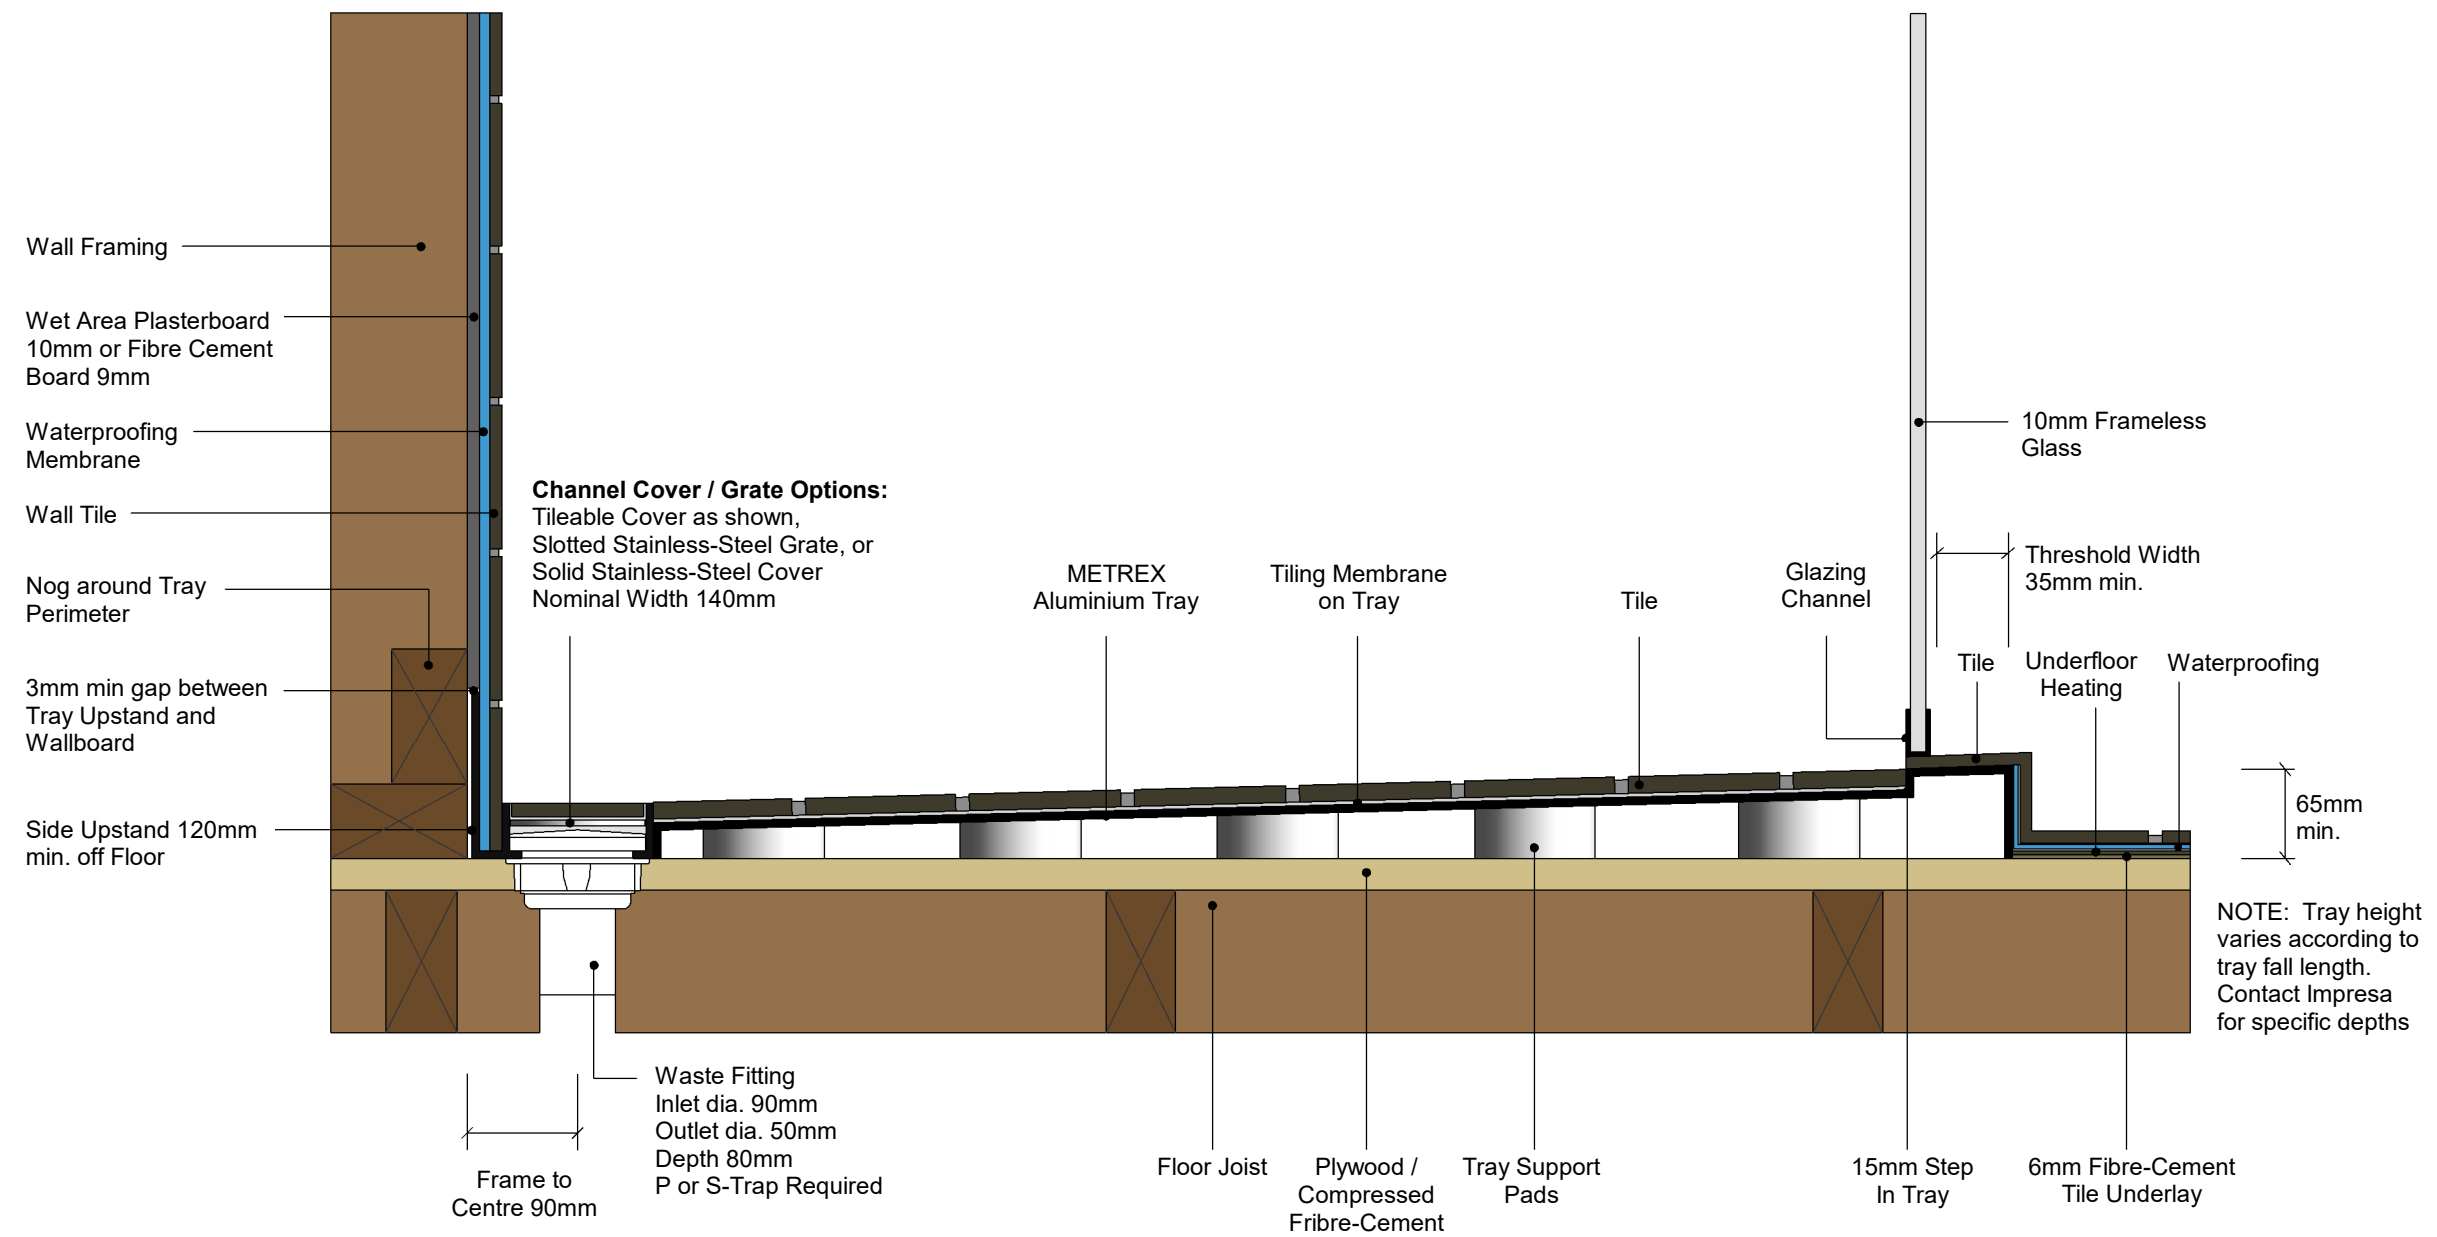 Wall Framing
Wet Area Plasterboard
10mm or Fibre Cement
Board 9mm
Waterproofing
Membrane
Wall Tile
Nog around Tray
Perimeter
3mm min gap between
Tray Upstand and
Wallboard
Side Upstand 120mm
min. off Floor
Channel Cover / Grate Options:
Tileable Cover as shown,
Slotted Stainless-Steel Grate, or
Solid Stainless-Steel Cover
Nominal Width 140mm
METREX
Aluminium Tray
Tiling Membrane
on Tray
Tile
Glazing
Channel
10mm Frameless
Glass
Threshold Width
35mm min.
Tile
Underfloor
Heating
Waterproofing
65mm
min.
NOTE:  Tray height
varies according to
tray fall length.
Contact Impresa
for specific depths
Frame to
Centre 90mm
Waste Fitting
Inlet dia. 90mm
Outlet dia. 50mm
Depth 80mm
P or S-Trap Required
Floor Joist
Plywood /
Compressed
Fribre-Cement
Tray Support
Pads
15mm Step
In Tray
6mm Fibre-Cement
Tile Underlay